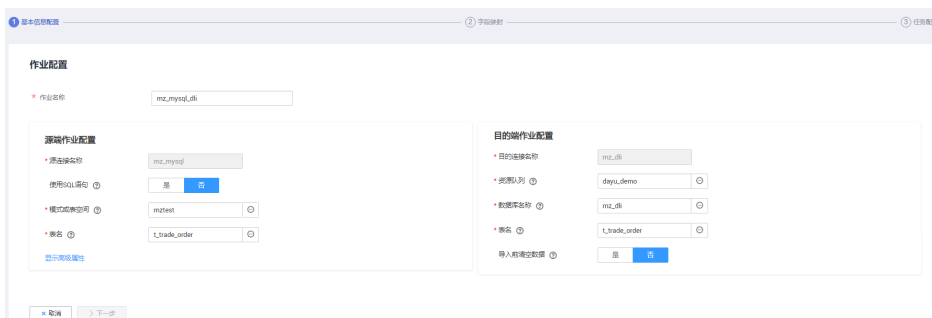 1 基本信息配置
2 字段映射
3 任务配
作业配置
* 作业名称 mz_mysql_dli
源端作业配置
* 源连接名称 mz_mysql
使用SQL语句 ? 是 否
* 模式或表空间 ? mztest
* 表名 ? t_trade_order
显示高级属性
目的端作业配置
* 目的连接名称 mz_dli
* 资源队列 ? dayu_demo
* 数据库名称 ? mz_dli
* 表名 ? t_trade_order
导入前清空数据 ? 是 否
× 取消 > 下一步